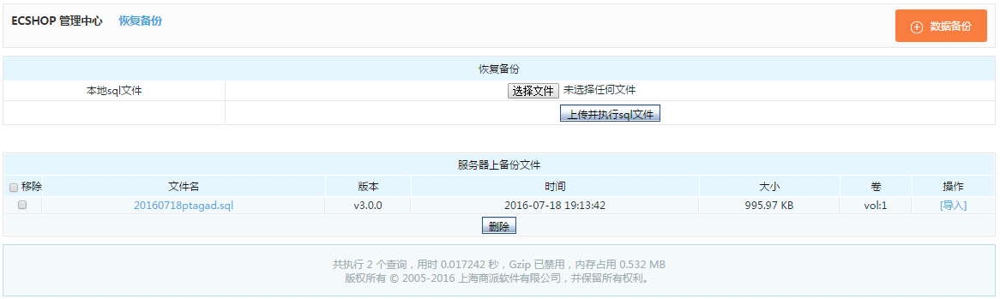 ECSHOP 管理中心 恢复备份 数据备份
恢复备份
本地sql文件 选择文件 未选择任何文件
上传并执行sql文件
服务器上备份文件
移除 文件名 版本 时间 大小 卷 操作
20160718ptagad.sql v3.0.0 2016-07-18 19:13:42 995.97 KB vol:1 [导入]
删除
共执行 2 个查询，用时 0.017242 秒，Gzip 已禁用，内存占用 0.532 MB
版权所有 © 2005-2016 上海商派软件有限公司，并保留所有权利。